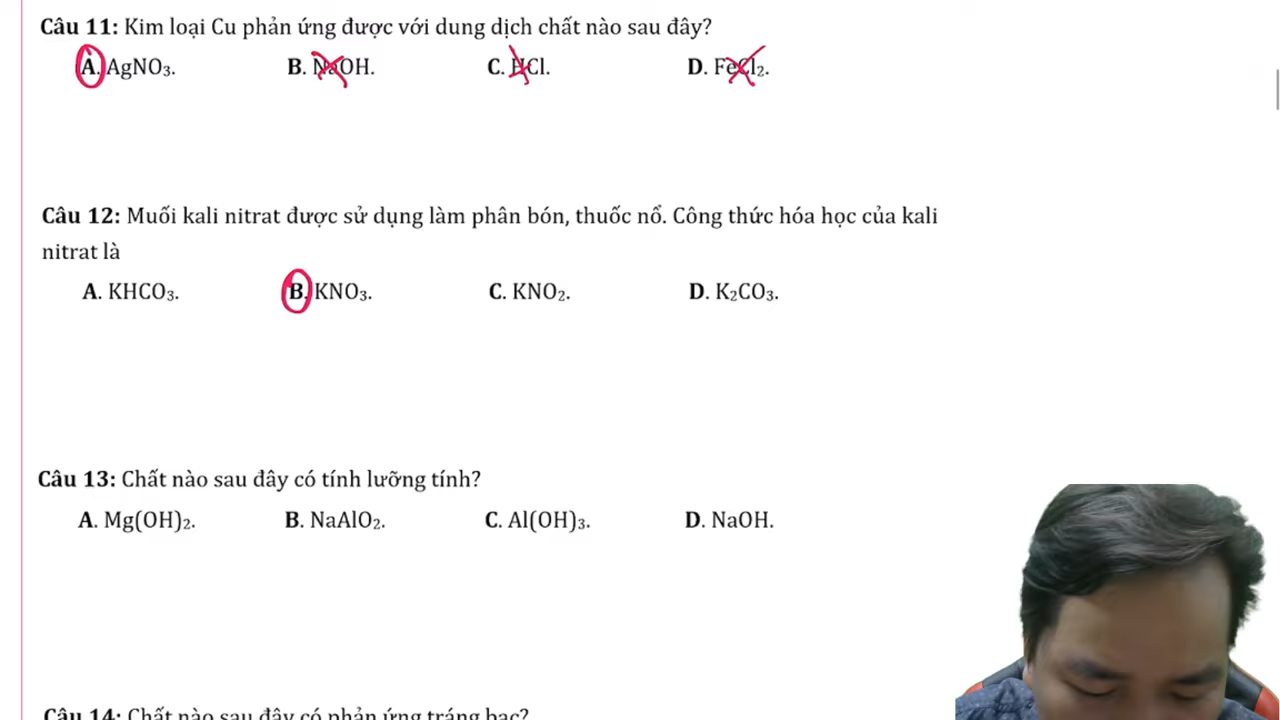 Câu 11: Kim loại Cu phản ứng được với dung dịch chất nào sau đây?
A. AgNO₃. B. NaOH. C. HCl. D. FeCl₂.
Câu 12: Muối kali nitrat được sử dụng làm phân bón, thuốc nổ. Công thức hóa học của kali
nitrat là
A. KHCO₃. B. KNO₃. C. KNO₂. D. K₂CO₃.
Câu 13: Chất nào sau đây có tính lưỡng tính?
A. Mg(OH)₂. B. NaAlO₂. C. Al(OH)₃. D. NaOH.
Câu 14: Chất nào sau đây có phản ứng tráng bạc?